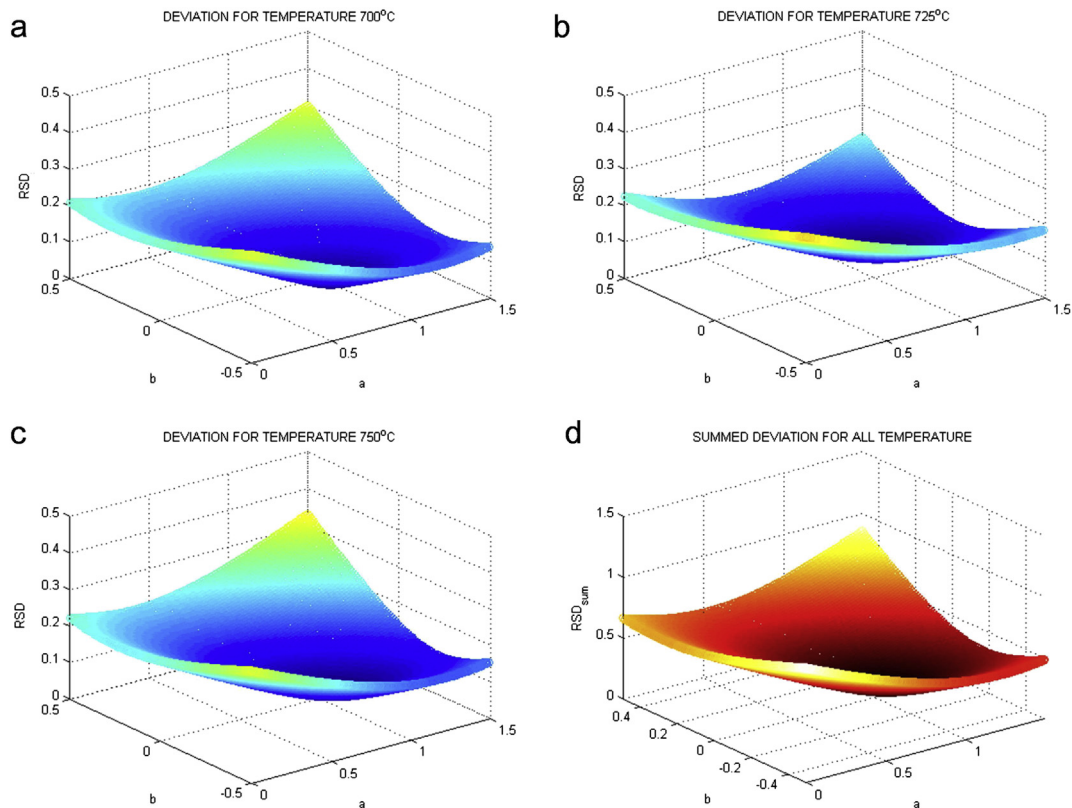 a
DEVIATION FOR TEMPERATURE 700°C
0.5
0.4
0.3
0.2
0.1
0
RSD
0.5
0
-0.5
b
0
0.5
1
1.5
a
b
DEVIATION FOR TEMPERATURE 725°C
0.5
0.4
0.3
0.2
0.1
0
RSD
0.5
0
-0.5
b
0
0.5
1
1.5
a
c
DEVIATION FOR TEMPERATURE 750°C
0.5
0.4
0.3
0.2
0.1
0
RSD
0.5
0
-0.5
b
0
0.5
1
1.5
a
d
SUMMED DEVIATION FOR ALL TEMPERATURE
1.5
1
0.5
0
RSD_sum
0.4
0.2
0
-0.2
-0.4
b
0
0.5
1
a